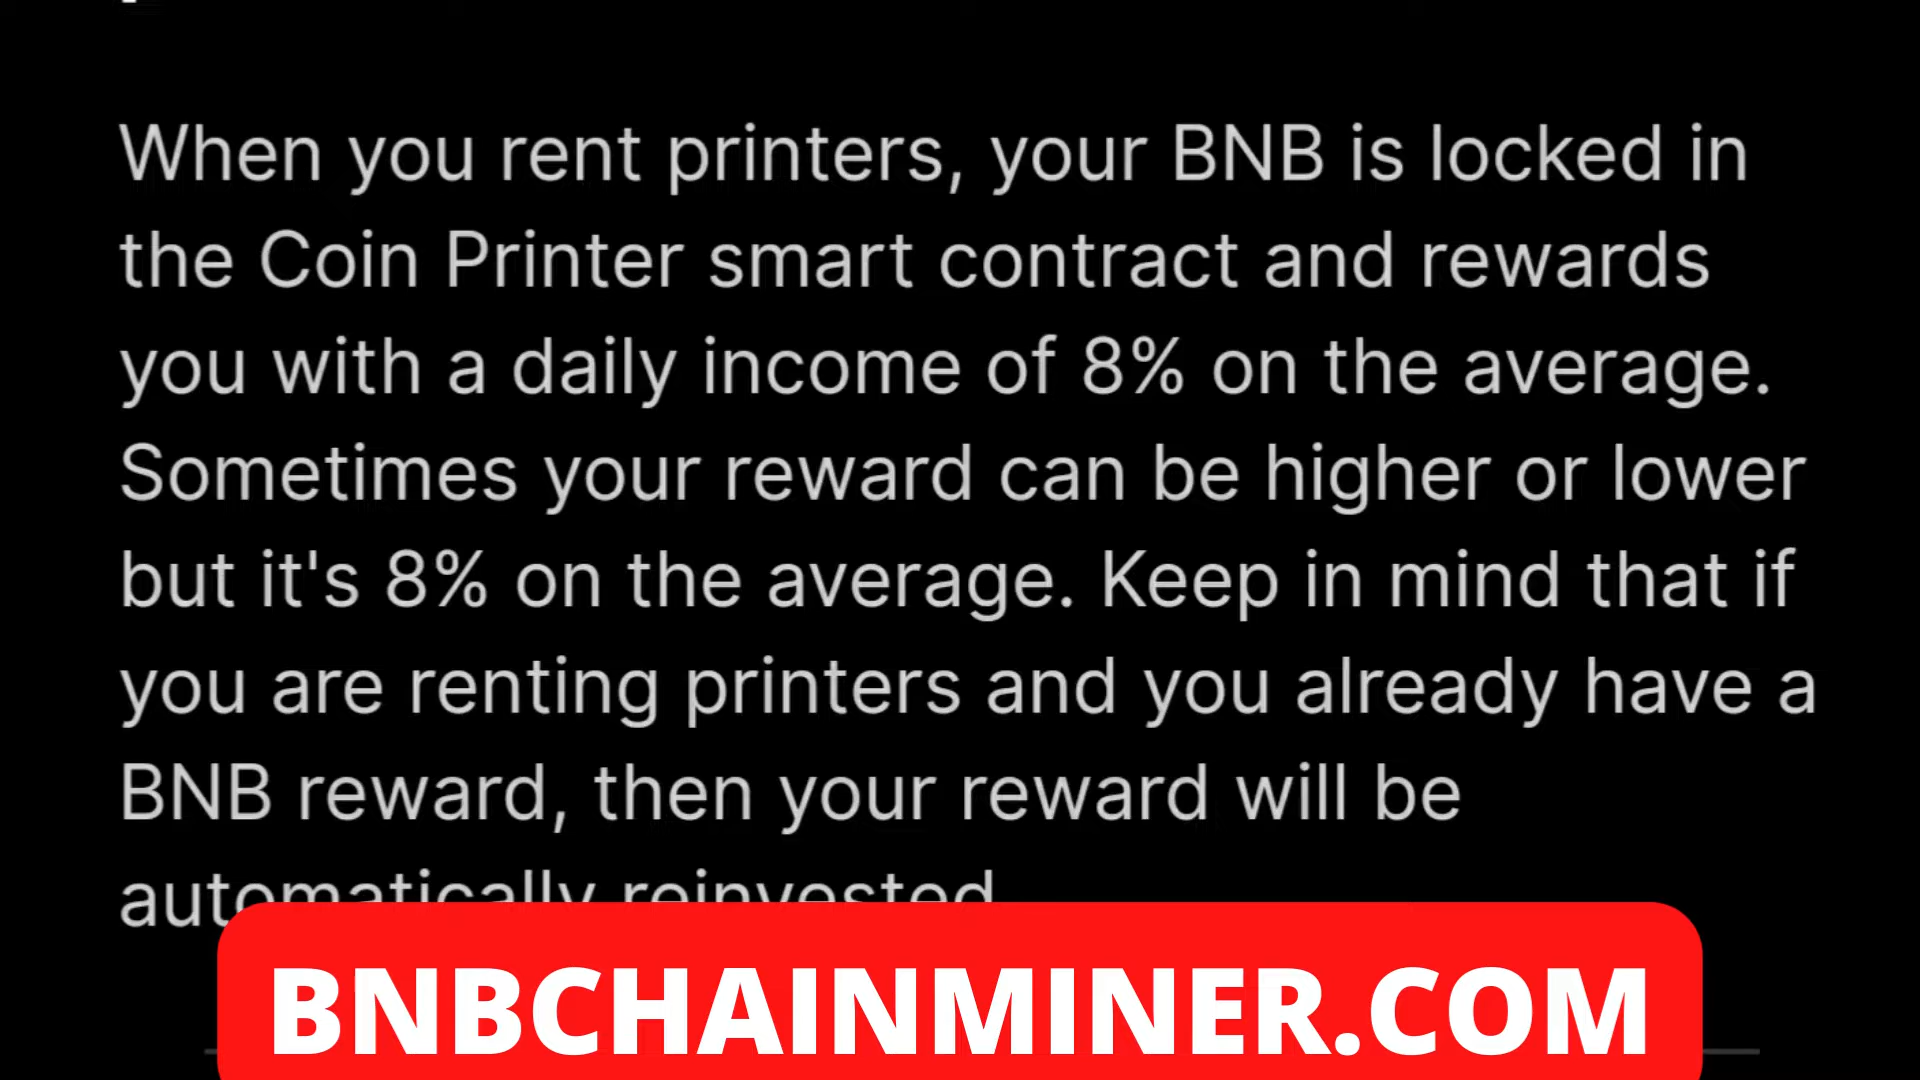 When you rent printers, your BNB is locked in
the Coin Printer smart contract and rewards
you with a daily income of 8% on the average.
Sometimes your reward can be higher or lower
but it's 8% on the average. Keep in mind that if
you are renting printers and you already have a
BNB reward, then your reward will be
automatically reinvested
BNBCHAINMINER.COM